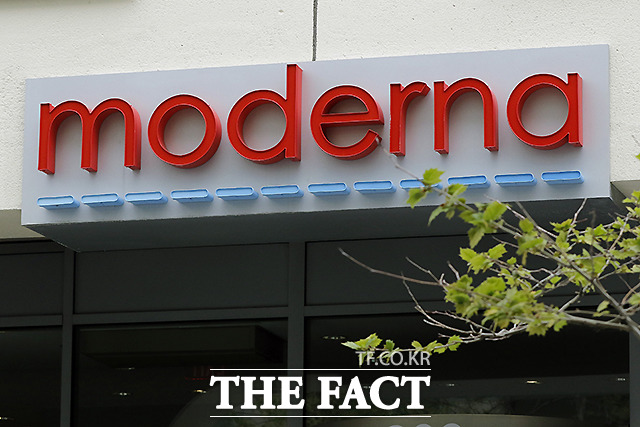 moderna
TF.CO.KR
THE FACT